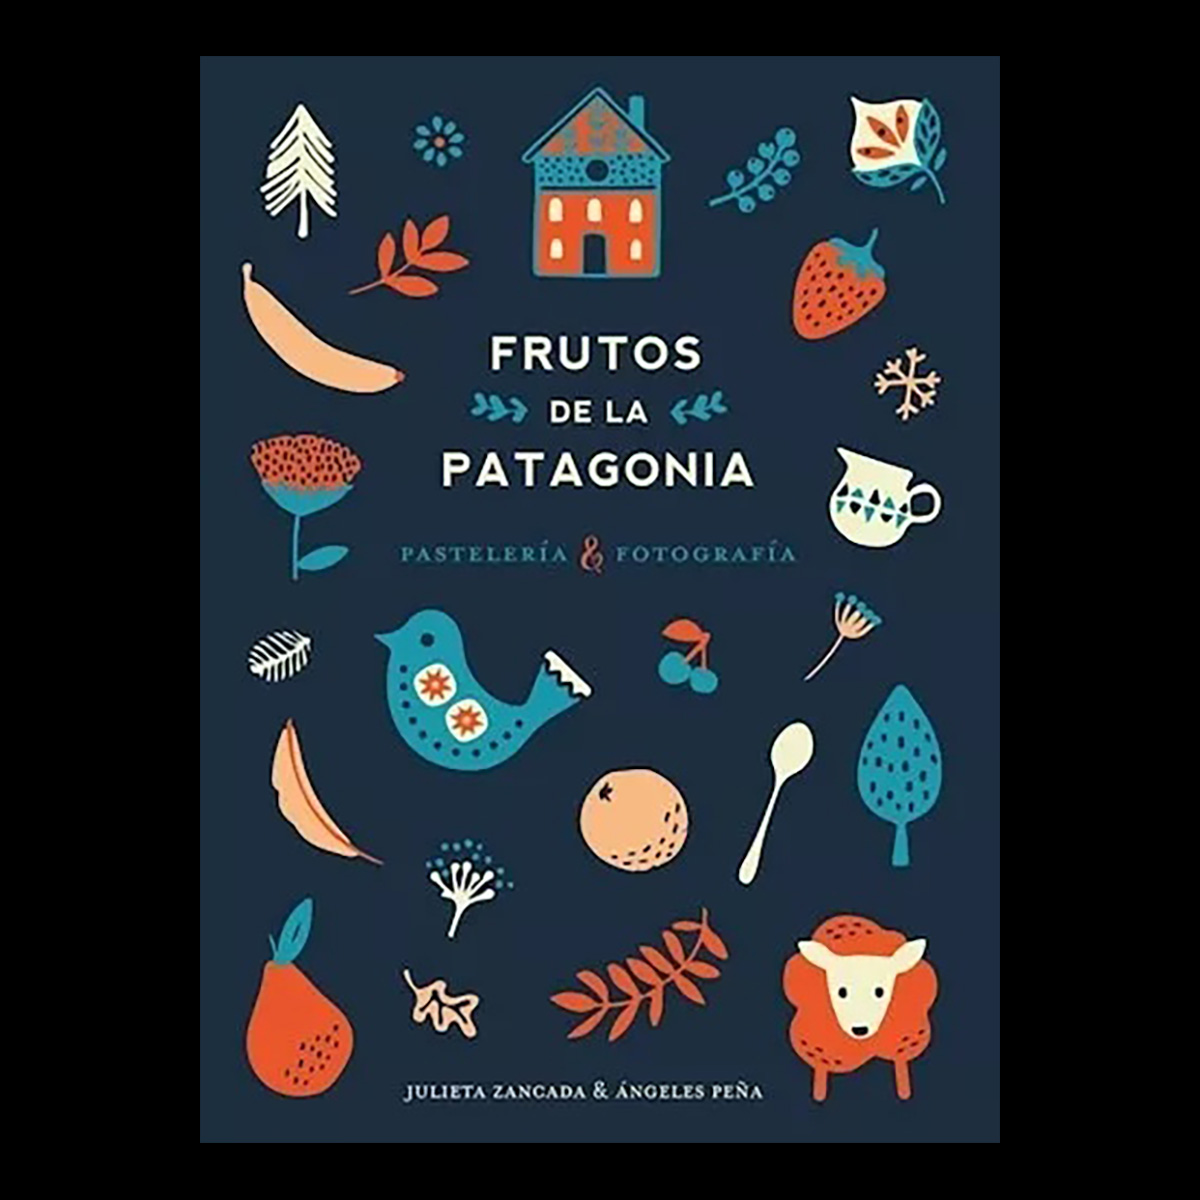 FRUTOS
DE LA
PATAGONIA
PASTELERÍA & FOTOGRAFÍA
JULIETA ZANCADA & ÁNGELES PEÑA